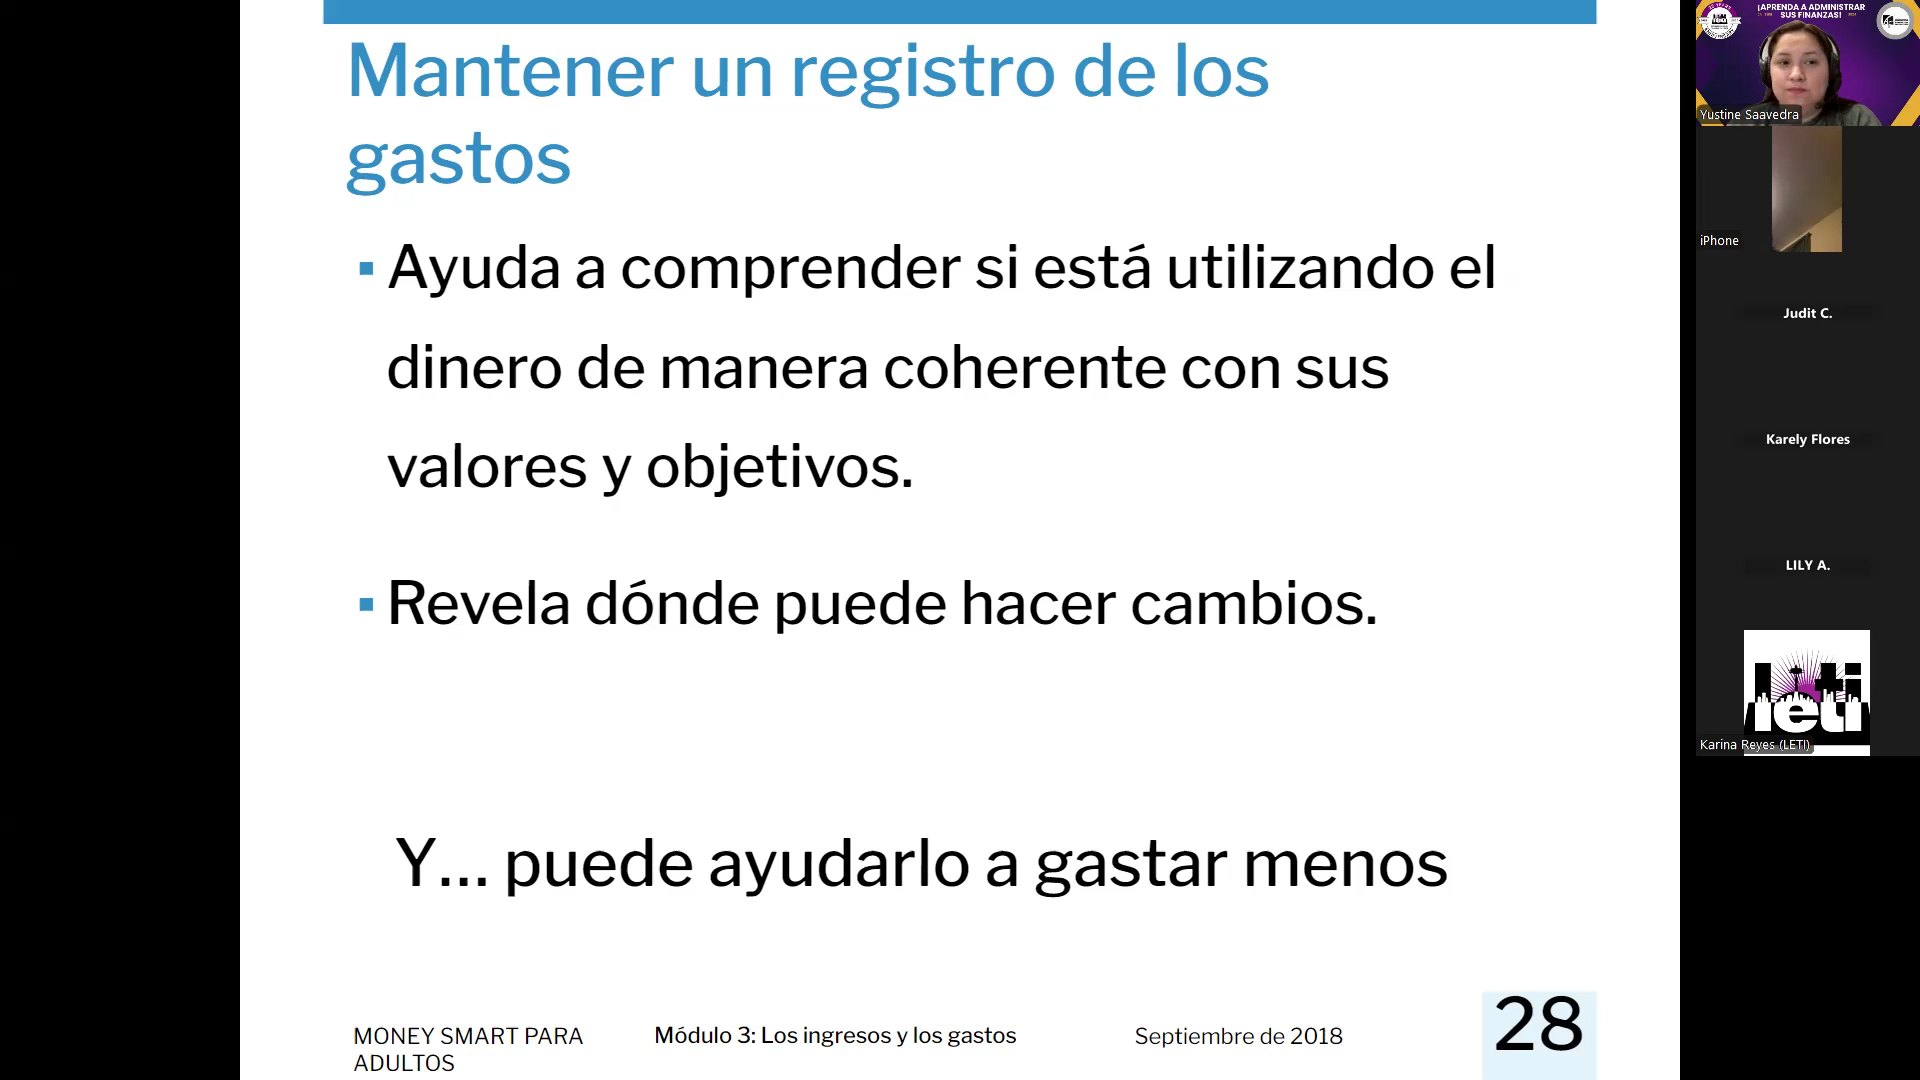 Mantener un registro de los
gastos
▪ Ayuda a comprender si está utilizando el
dinero de manera coherente con sus
valores y objetivos.
▪ Revela dónde puede hacer cambios.
Y... puede ayudarlo a gastar menos
MONEY SMART PARA
ADULTOS
Módulo 3: Los ingresos y los gastos
Septiembre de 2018
28
¡APRENDA A ADMINISTRAR
SUS FINANZAS!
Yustine Saavedra
iPhone
Judit C.
Karely Flores
LILY A.
leti
Karina Reyes (LETI)